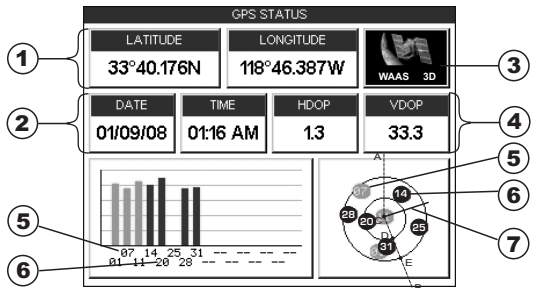 GPS STATUS
LATITUDE LONGITUDE
1 33°40.176N 118°46.387W WAAS 3D 3
DATE TIME HDOP VDOP
2 01/09/08 01:16 AM 1.3 33.3 4
A
5
07 14 6
28 20 C 25
5 07 14 25 31 -- -- -- -- D 31 7
01 11 20 28 -- -- -- --
6 E
B